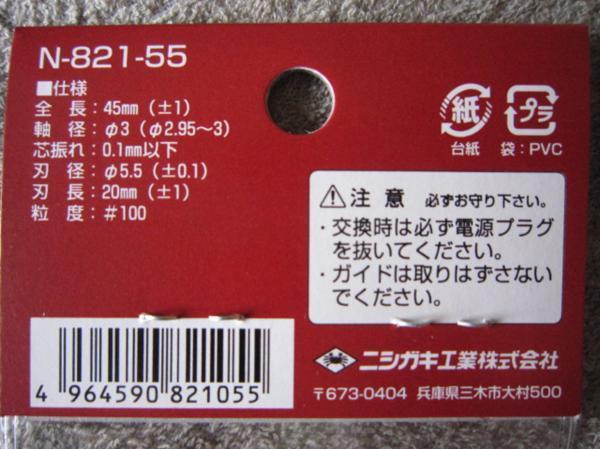 N-821-55
■仕様
全 長：45mm（±1）
軸 径：φ3（φ2.95～3）
芯振れ：0.1mm以下
刃 径：φ5.5（±0.1）
刃 長：20mm（±1）
粒 度：#100
紙 プラ
台紙 袋：PVC
注 意 必ずお守り下さい。
・交換時は必ず電源プラグ
を抜いてください。
・ガイドは取りはずさない
でください。
4 964590 821055
ニシガキ工業株式会社
〒673-0404 兵庫県三木市大村500